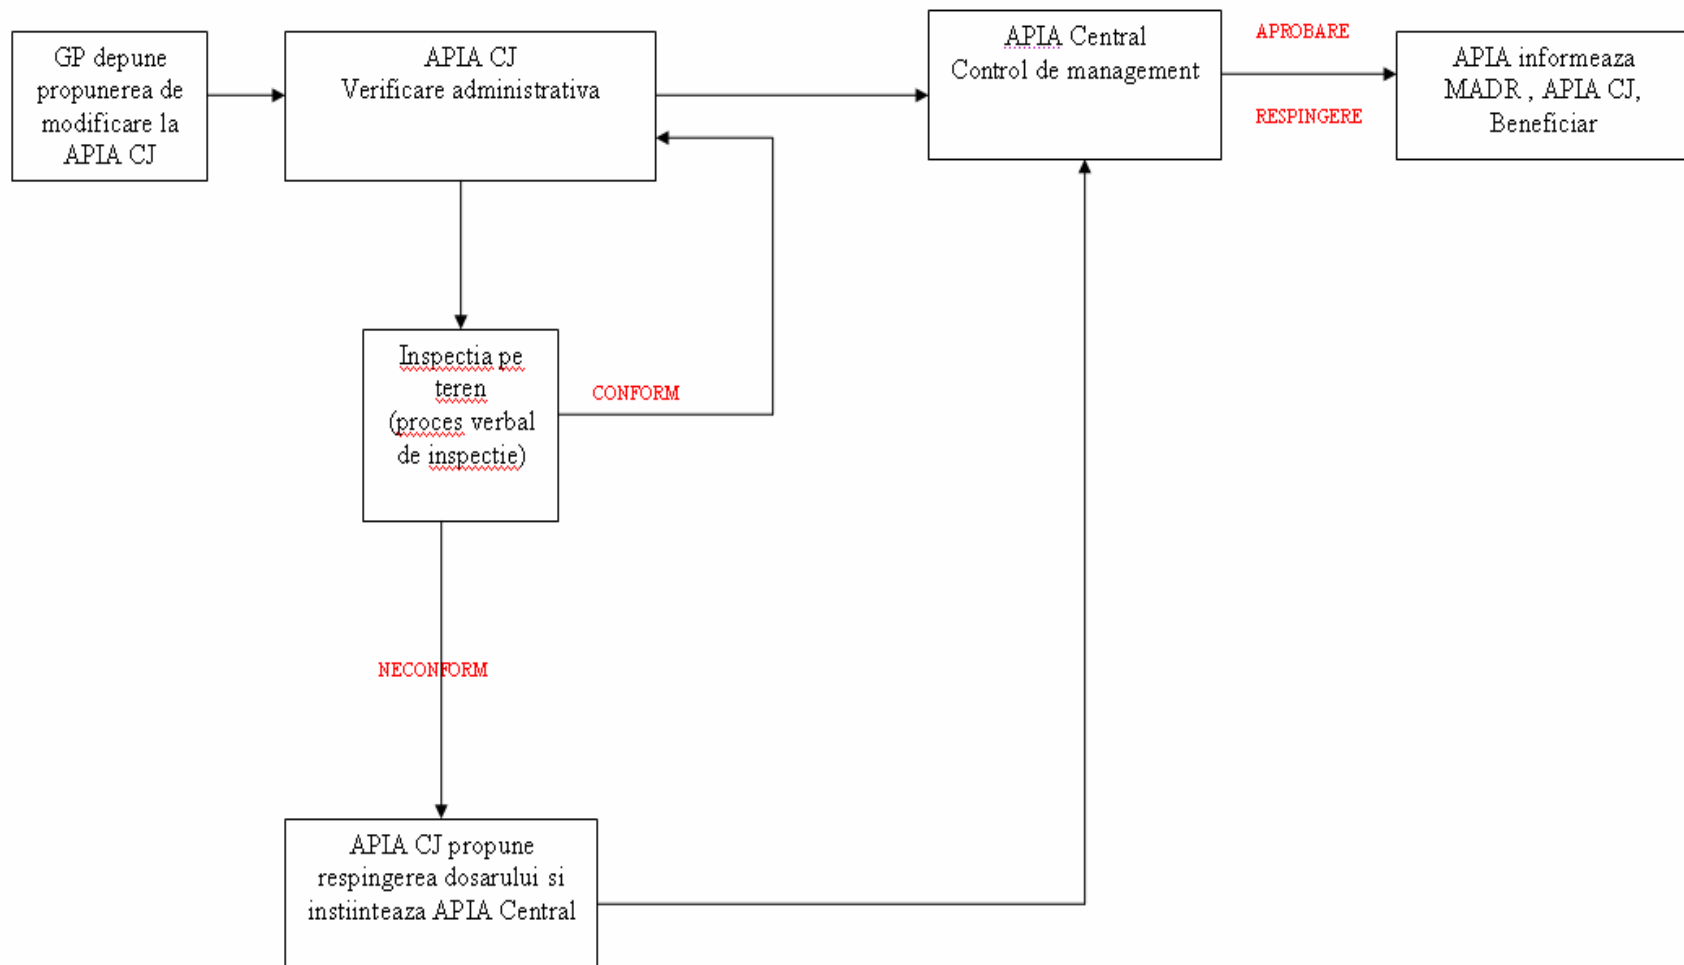 GP depune
propunerea de
modificare la
APIA CJ
APIA CJ
Verificare administrativa
APIA Central
Control de management
APROBARE
RESPINGERE
APIA informeaza
MADR , APIA CJ,
Beneficiar
Inspectia pe
teren
(proces verbal
de inspectie)
CONFORM
NECONFORM
APIA CJ propune
respingerea dosarului si
instiinteaza APIA Central